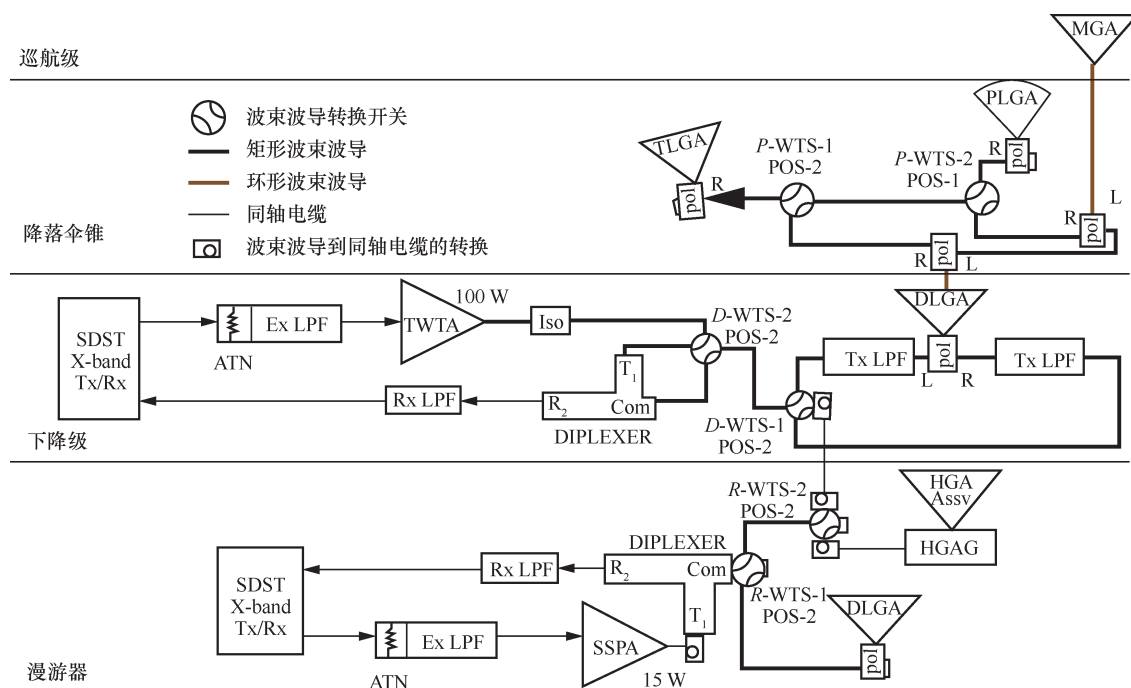 MGA
巡航级
PLGA
波束波导转换开关
TLGA
P-WTS-1
POS-2
P-WTS-2
POS-1
R
pol
矩形波束波导
R
pol
环形波束波导
L
同轴电缆
R
pol
降落伞锥
波束波导到同轴电缆的转换
R
pol
L
100 W
DLGA
SDST
X-band
Tx/Rx
Ex LPF
TWTA
Iso
D-WTS-2
POS-2
ATN
Tx LPF
pol
Tx LPF
T1
L
R
Rx LPF
R2
Com
DIPLEXER
D-WTS-1
POS-2
下降级
R-WTS-2
POS-2
HGA
Assv
DIPLEXER
HGAG
SDST
X-band
Tx/Rx
Rx LPF
R2
Com
R-WTS-1
POS-2
T1
DLGA
Ex LPF
SSPA
pol
漫游器
ATN
15 W